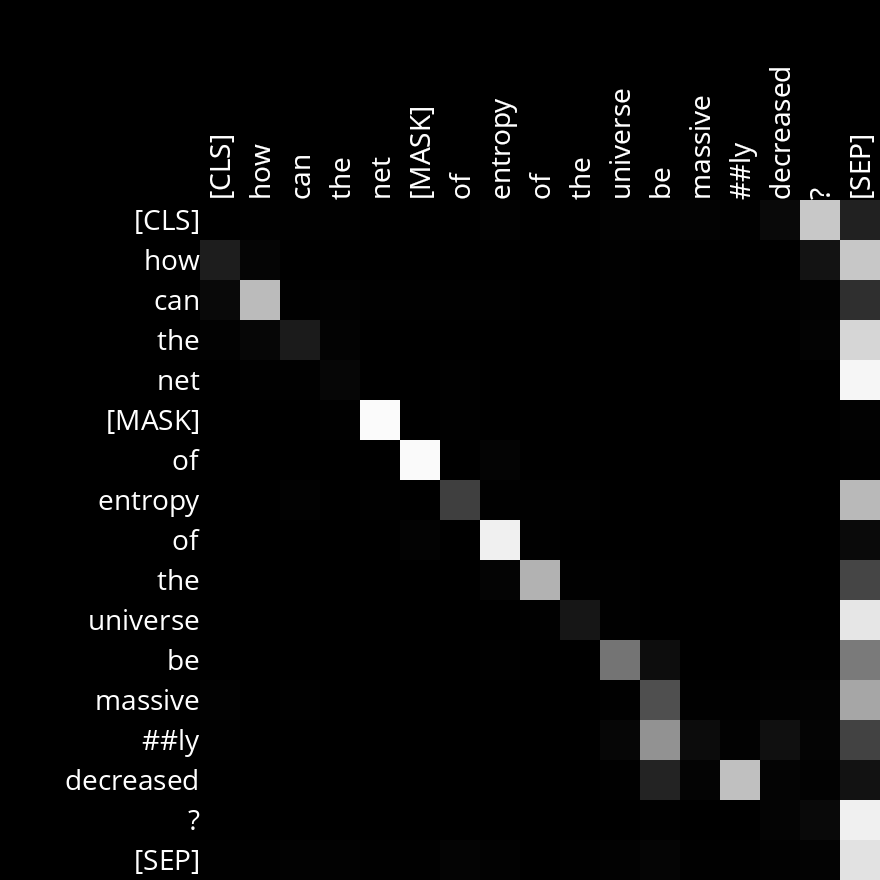 [CLS] how can the net [MASK] of entropy of the universe be massive ##ly decreased ? [SEP]
[CLS]
how
can
the
net
[MASK]
of
entropy
of
the
universe
be
massive
##ly
decreased
?
[SEP]